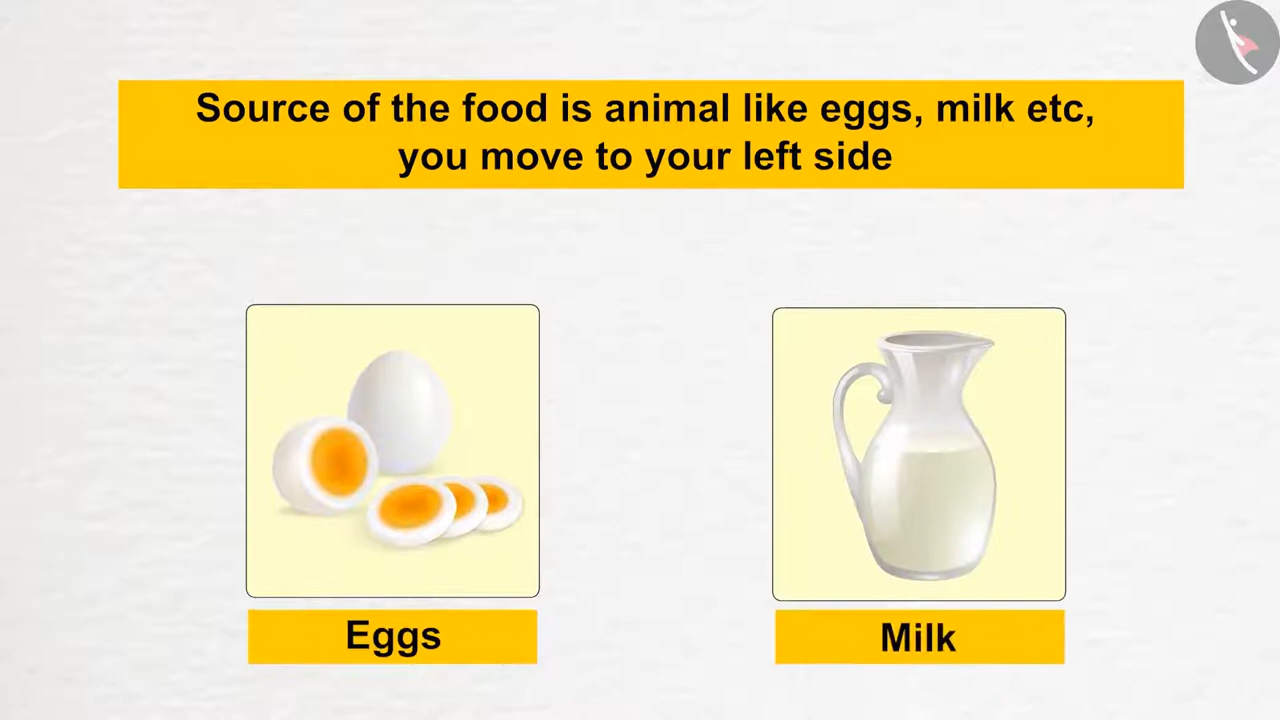 Source of the food is animal like eggs, milk etc,
you move to your left side
Eggs
Milk